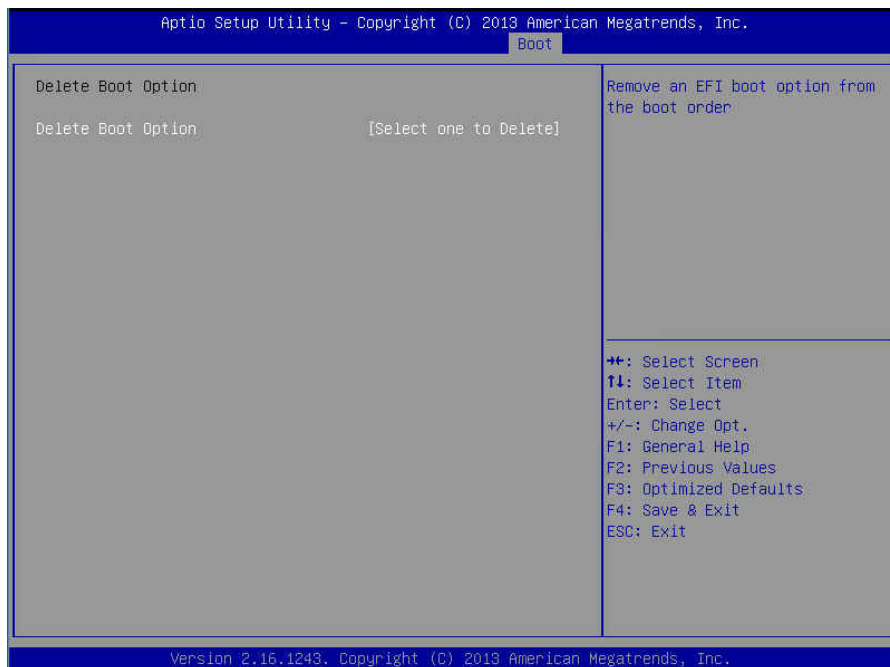 Aptio Setup Utility – Copyright (C) 2013 American Megatrends, Inc.
Boot
Delete Boot Option
Delete Boot Option [Select one to Delete]
Remove an EFI boot option from
the boot order
→←: Select Screen
↑↓: Select Item
Enter: Select
+/-: Change Opt.
F1: General Help
F2: Previous Values
F3: Optimized Defaults
F4: Save & Exit
ESC: Exit
Version 2.16.1243. Copyright (C) 2013 American Megatrends, Inc.